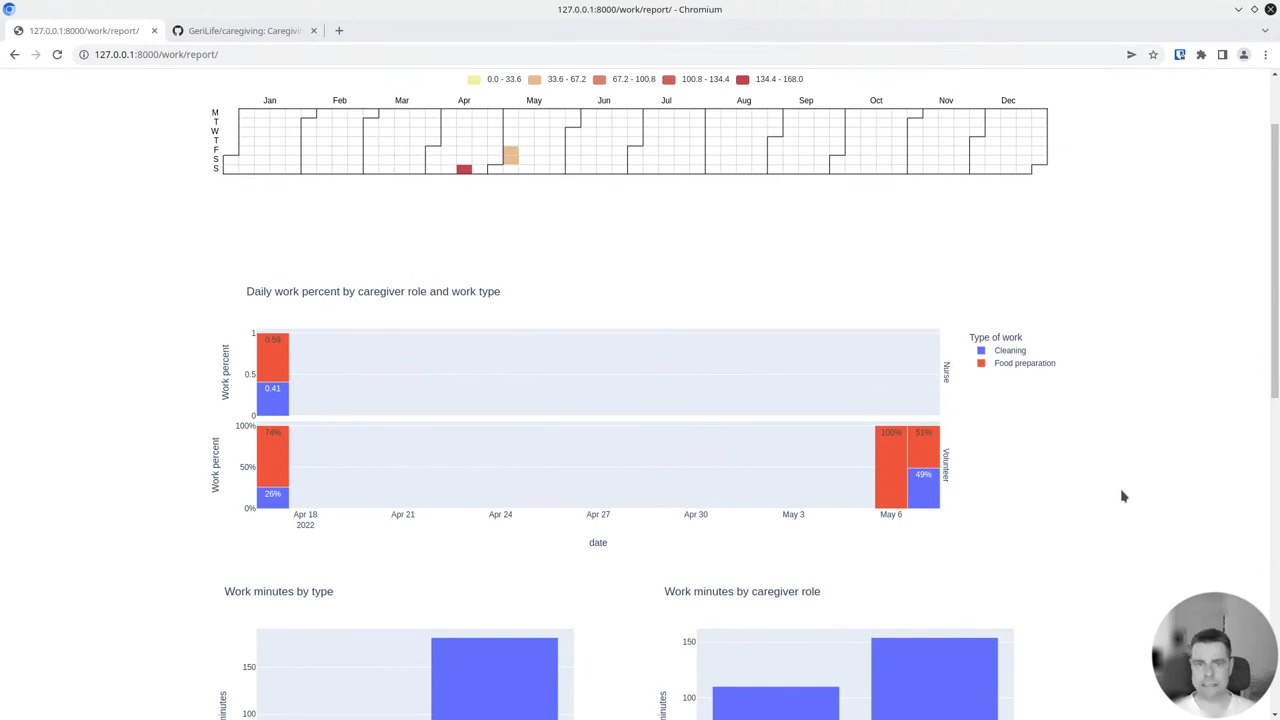 127.0.0.1:8000/work/report/ - Chromium
127.0.0.1:8000/work/report/
GeriLife/caregiving: Caregivin
127.0.0.1:8000/work/report/
0.0 - 33.6 33.6 - 67.2 67.2 - 100.8 100.8 - 134.4 134.4 - 168.0
Jan Feb Mar Apr May Jun Jul Aug Sep Oct Nov Dec
M
T
W
T
F
S
S
Daily work percent by caregiver role and work type
Type of work
Cleaning
Food preparation
Work percent
1
0.5
0
0.59
0.41
Nurse
Work percent
100%
50%
0%
74%
26%
100%
51%
49%
Volunteer
Apr 18 Apr 21 Apr 24 Apr 27 Apr 30 May 3 May 6
2022
date
Work minutes by type
150
100
minutes
Work minutes by caregiver role
150
100
minutes